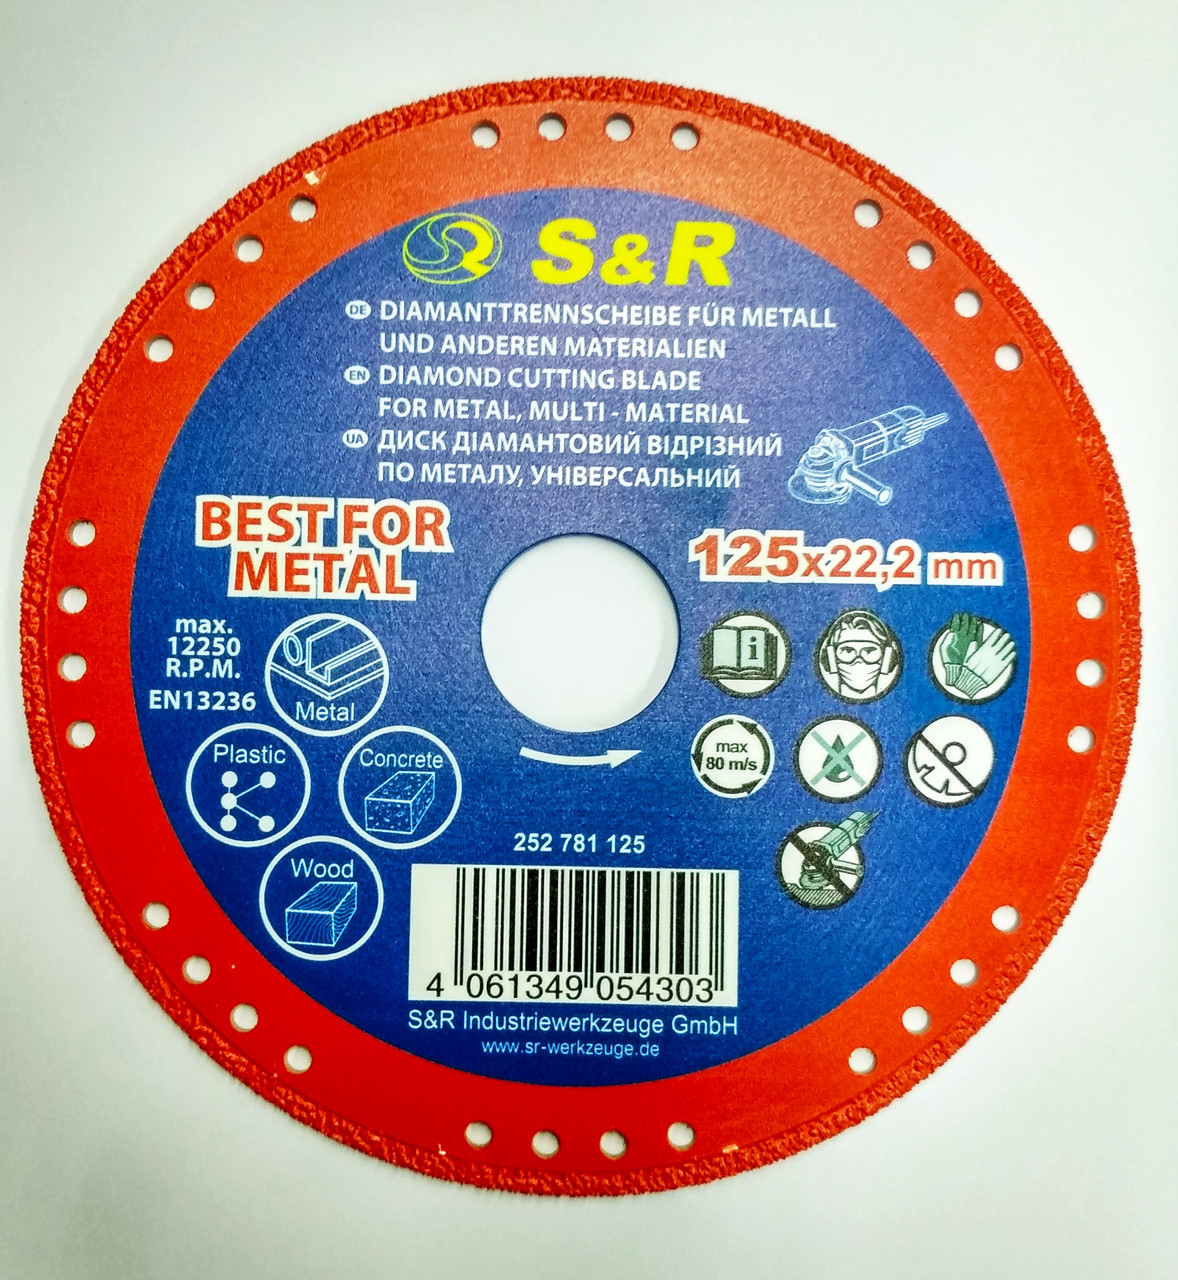 S&R
DE DIAMANTTRENNSCHEIBE FÜR METALL
UND ANDEREN MATERIALIEN
EN DIAMOND CUTTING BLADE
FOR METAL, MULTI - MATERIAL
UA ДИСК ДІАМАНТОВИЙ ВІДРІЗНИЙ
ПО МЕТАЛУ, УНІВЕРСАЛЬНИЙ
BEST FOR
METAL
125x22,2 mm
max.
12250
R.P.M.
EN13236
Metal
Plastic
Concrete
Wood
i
max
80 m/s
252 781 125
4 061349 054303
S&R Industriewerkzeuge GmbH
www.sr-werkzeuge.de